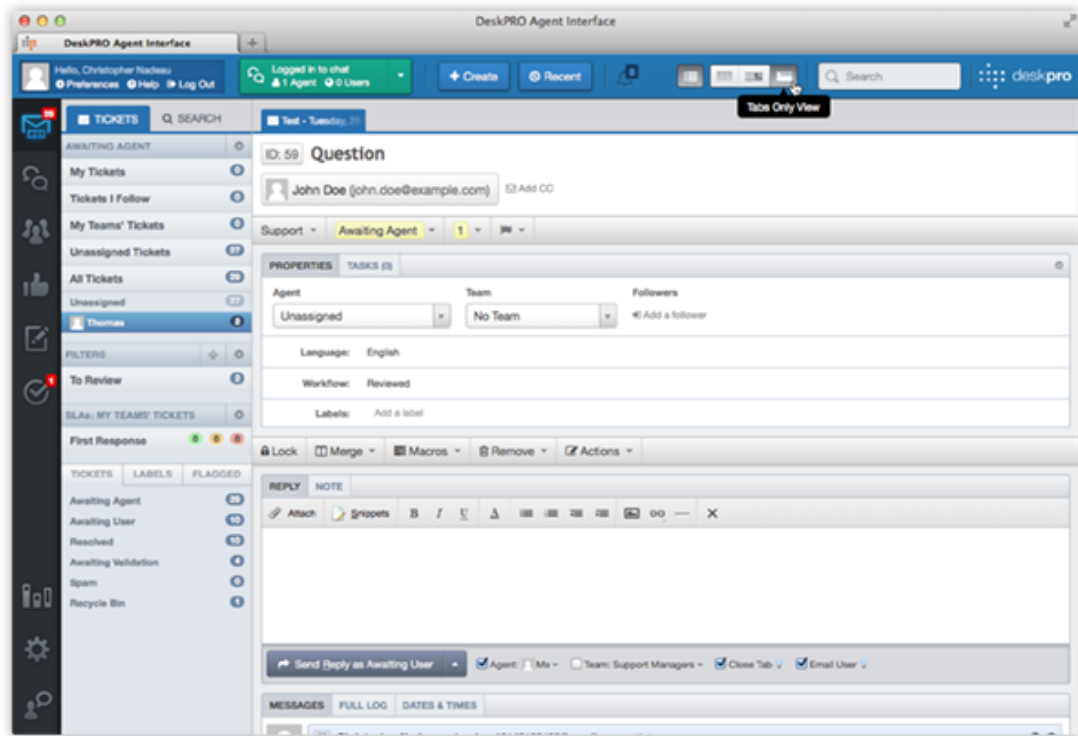 DeskPRO Agent Interface
DeskPRO Agent Interface
Hello, Christopher Nadeau
Preferences Help Log Out
Logged in to chat
1 Agent 0 Users
+ Create
Recent
Search
deskpro
Tabs Only View
TICKETS SEARCH
Test - Tuesday,
AWAITING AGENT
My Tickets
Tickets I Follow
My Teams' Tickets
Unassigned Tickets
All Tickets
Unassigned
Thomas
FILTERS
To Review
SLAs: MY TEAMS' TICKETS
First Response
TICKETS LABELS FLAGGED
Awaiting Agent
Awaiting User
Resolved
Awaiting Validation
Spam
Recycle Bin
ID: 59 Question
John Doe (john.doe@example.com) Add CC
Support Awaiting Agent 1
PROPERTIES TASKS (0)
Agent Team Followers
Unassigned No Team Add a follower
Language: English
Workflow: Reviewed
Labels: Add a label
Lock Merge Macros Remove Actions
REPLY NOTE
Attach Snippets B I U A
Send Reply as Awaiting User Agent: Me Team: Support Managers Close Tab Email User
MESSAGES FULL LOG DATES & TIMES